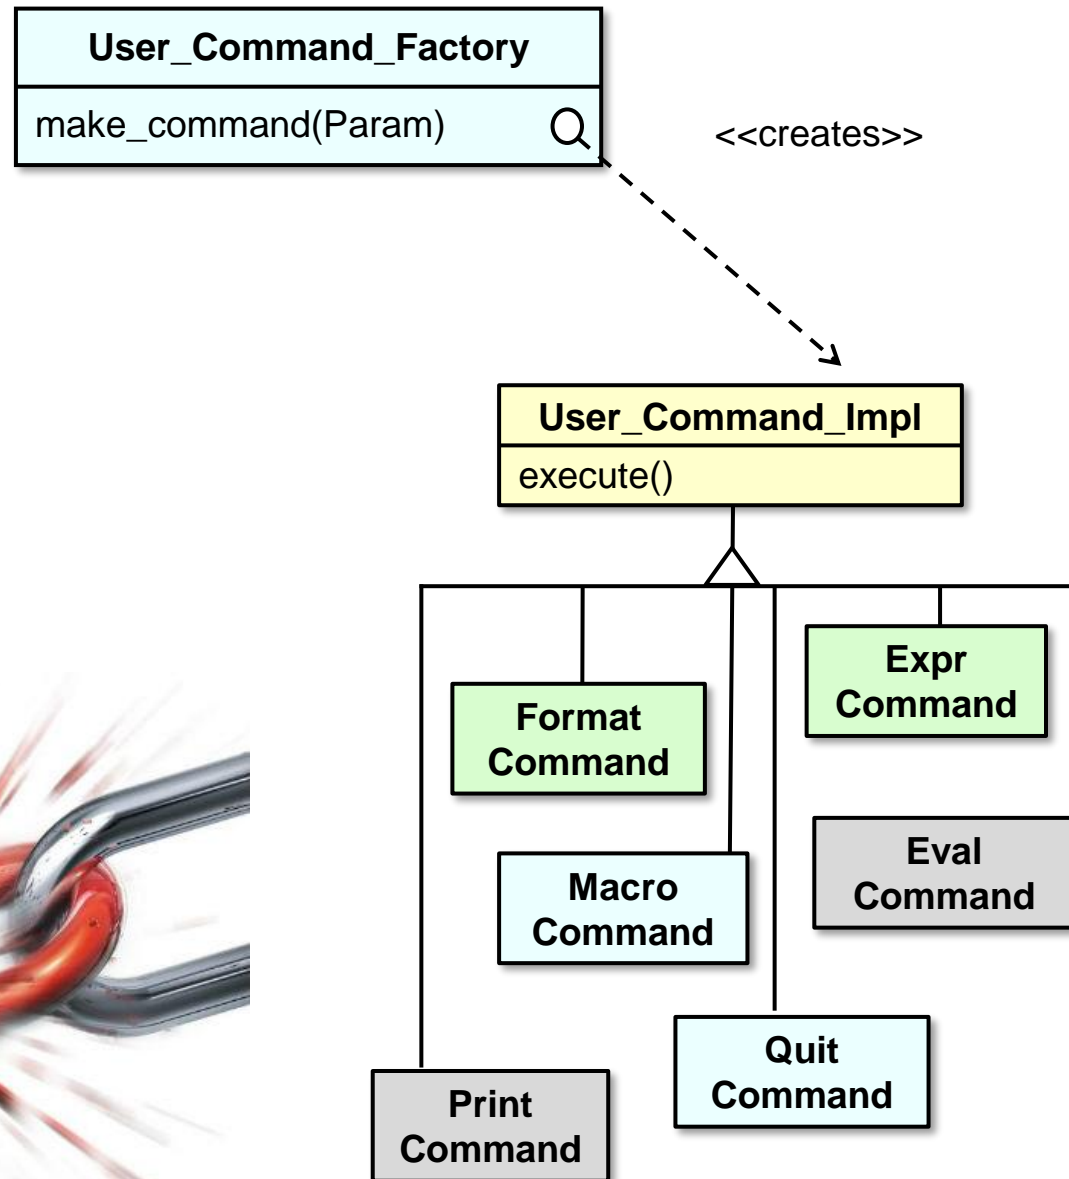 User_Command_Factory
make_command(Param)
<<creates>>
User_Command_Impl
execute()
Expr
Command
Format
Command
Eval
Command
Macro
Command
Quit
Command
Print
Command